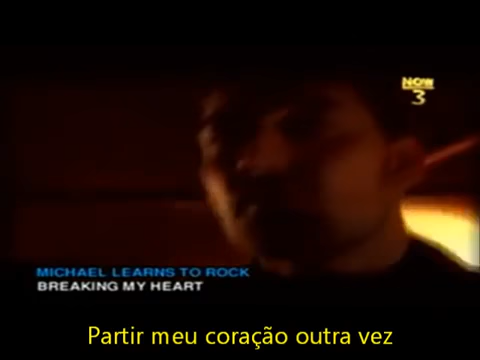 NOW
3
MICHAEL LEARNS TO ROCK
BREAKING MY HEART
Partir meu coração outra vez